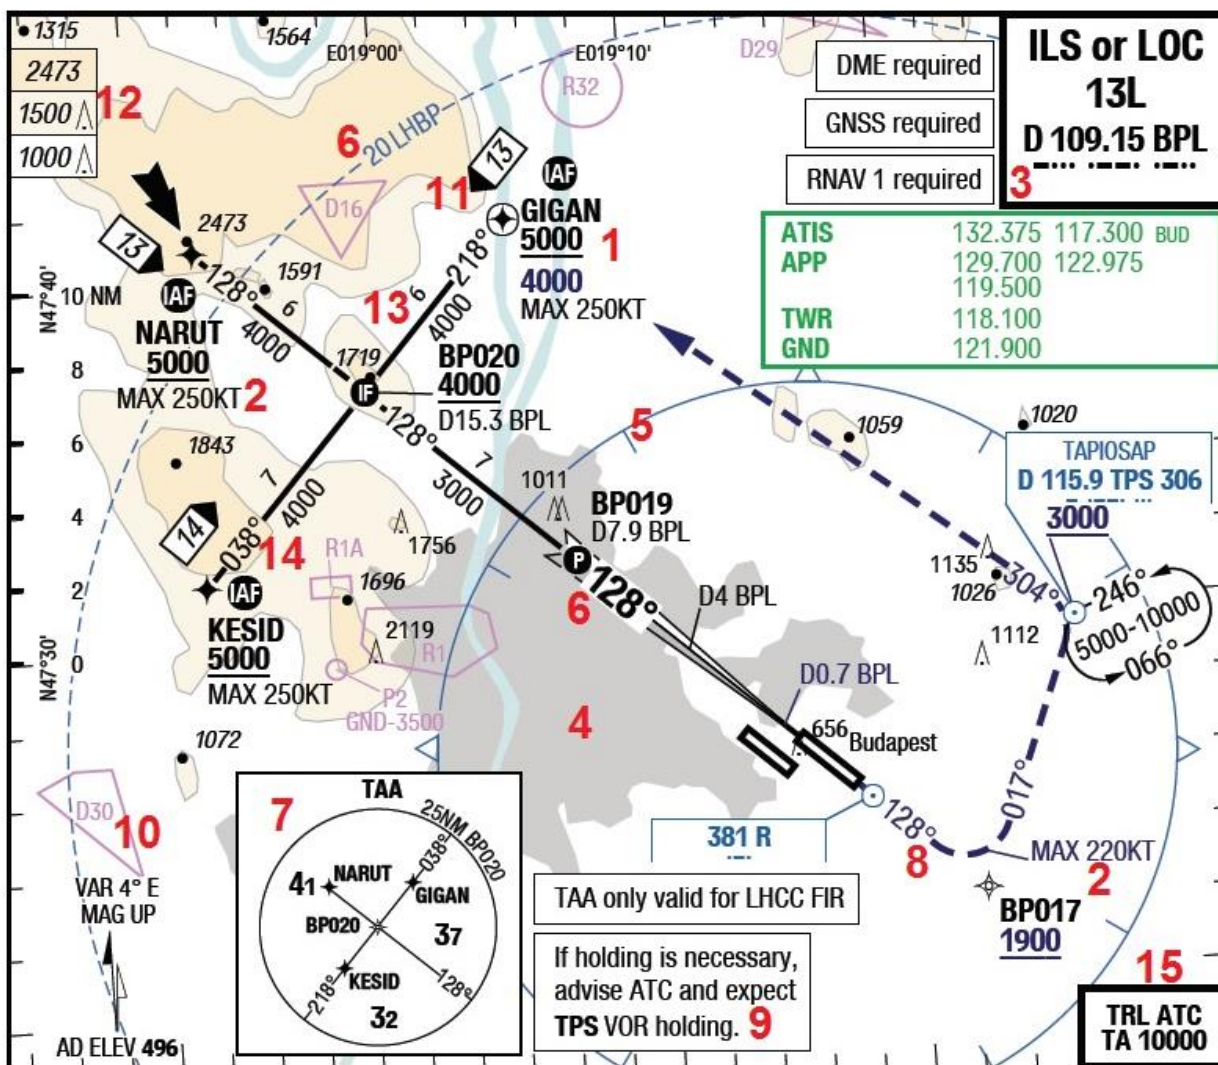 1315
1564
E019°00'
E019°10'
D29
DME required
GNSS required
RNAV 1 required
ILS or LOC
13L
D 109.15 BPL
3
2473
1500
1000
12
6
20 LHBP
R32
13
11
IAF
GIGAN
5000
4000
MAX 250KT
1
D16
ATIS 132.375 117.300 BUD
APP 129.700 122.975
119.500
TWR 118.100
GND 121.900
2473
13
IAF
NARUT
5000
MAX 250KT
2
128°
6
4000
1591
218°
6
4000
13
N47°40'
10 NM
8
6
4
2
0
N47°30'
1719
IF
BP020
4000
D15.3 BPL
128°
7
3000
5
1059
1020
TAPIOSAP
D 115.9 TPS 306
3000
1843
7
4000
14
038°
14
IAF
KESID
5000
MAX 250KT
1756
R1A
1696
2119
R1
P2
GND-3500
1011
BP019
D7.9 BPL
P
128°
6
D4 BPL
D0.7 BPL
1135
1026
304°
246°
5000-10000
066°
1112
4
656
Budapest
1072
D30
10
381 R
128°
8
017°
MAX 220KT
2
BP017
1900
VAR 4° E
MAG UP
AD ELEV 496
7
TAA
25NM BP020
038°
41
NARUT
GIGAN
BP020
37
KESID
218°
128°
32
TAA only valid for LHCC FIR
If holding is necessary,
advise ATC and expect
TPS VOR holding.
9
15
TRL ATC
TA 10000